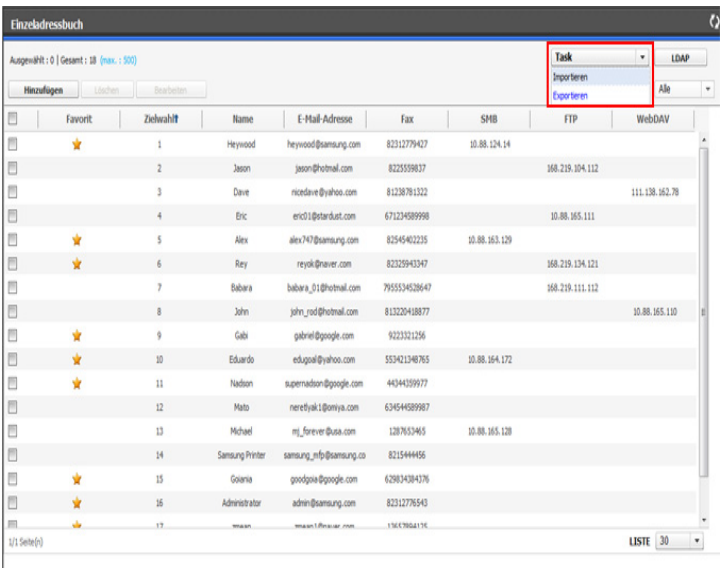 Einzeladressbuch
Ausgewählt : 0 | Gesamt : 18 (max. : 500)
Task
LDAP
Importieren
Exportieren
Hinzufügen Löschen Bearbeiten
Alle
Favorit Zielwahl Name E-Mail-Adresse Fax SMB FTP WebDAV
1 Heywood heywood@samsung.com 82312779427 10.88.124.14
2 Jason jason@hotmail.com 8225559837 168.219.104.112
3 Dave nicedave@yahoo.com 81238781322 111.138.162.78
4 Eric eric01@stardust.com 671234589998 10.88.165.111
5 Alex alex747@samsung.com 82545402235 10.88.163.129
6 Rey reyok@naver.com 82325943347 168.219.134.121
7 Babara babara_01@hotmail.com 7955534528647 168.219.111.112
8 John john_rod@hotmail.com 813220418877 10.88.165.110
9 Gabi gabriel@google.com 9223321256
10 Eduardo edugoal@yahoo.com 553421348765 10.88.164.172
11 Nadson supernadson@google.com 44344359977
12 Mato neretlyak1@omiya.com 634544589987
13 Michael mj_forever@usa.com 1287653465 10.88.165.128
14 Samsung Printer samsung_mfp@samsung.co 8215444456
15 Goiania goodgoia@google.com 629834384376
16 Administrator admin@samsung.com 82312776543
17
1/1 Seite(n)
LISTE 30